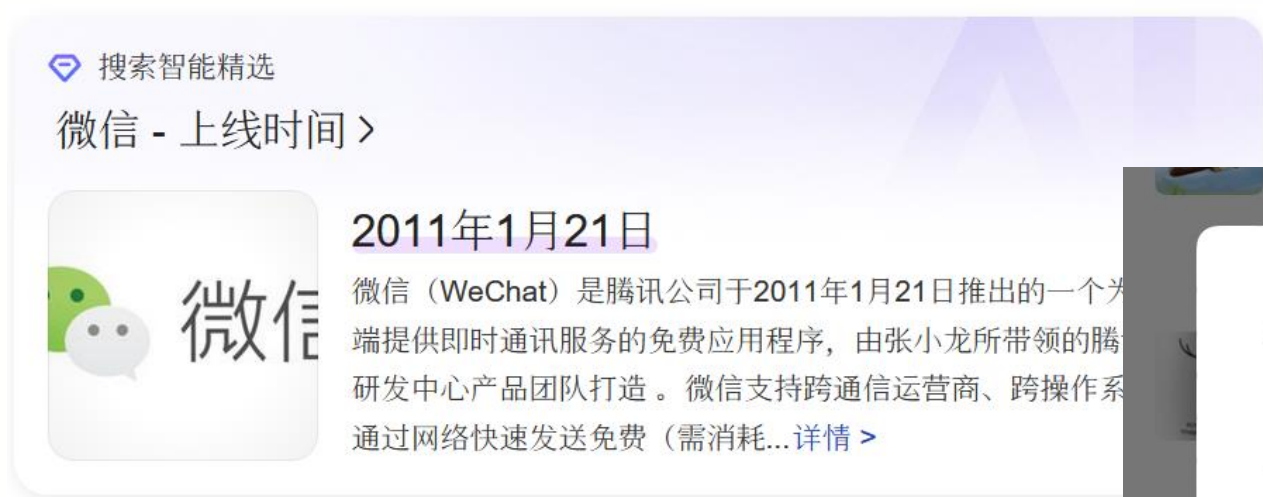 搜索智能精选
微信 - 上线时间 >
2011年1月21日
微信
微信（WeChat）是腾讯公司于2011年1月21日推出的一个为
端提供即时通讯服务的免费应用程序，由张小龙所带领的腾
研发中心产品团队打造 。微信支持跨通信运营商、跨操作系
通过网络快速发送免费（需消耗...详情 >